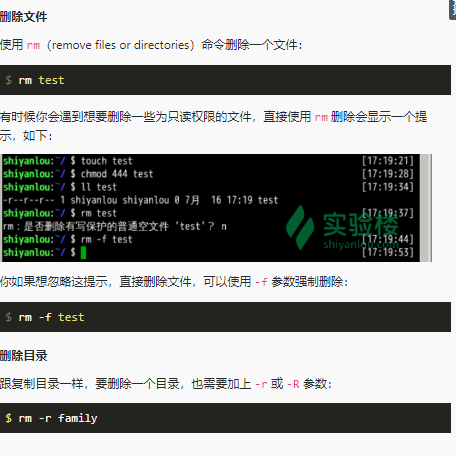 删除文件
使用 rm（remove files or directories）命令删除一个文件：
$ rm test
有时候你会遇到想要删除一些为只读权限的文件，直接使用 rm 删除会显示一个提
示，如下：
shiyanlou:~/ $ touch test [17:19:21]
shiyanlou:~/ $ chmod 444 test [17:19:28]
shiyanlou:~/ $ ll test [17:19:34]
-r--r--r-- 1 shiyanlou shiyanlou 0 7月  16 17:19 test
shiyanlou:~/ $ rm test [17:19:37]
rm：是否删除有写保护的普通空文件 'test'？ n
shiyanlou:~/ $ rm -f test [17:19:44]
shiyanlou:~/ $ [17:19:53]
实验楼
shiyanlou.com
你如果想忽略这提示，直接删除文件，可以使用 -f 参数强制删除：
$ rm -f test
删除目录
跟复制目录一样，要删除一个目录，也需要加上 -r 或 -R 参数：
$ rm -r family